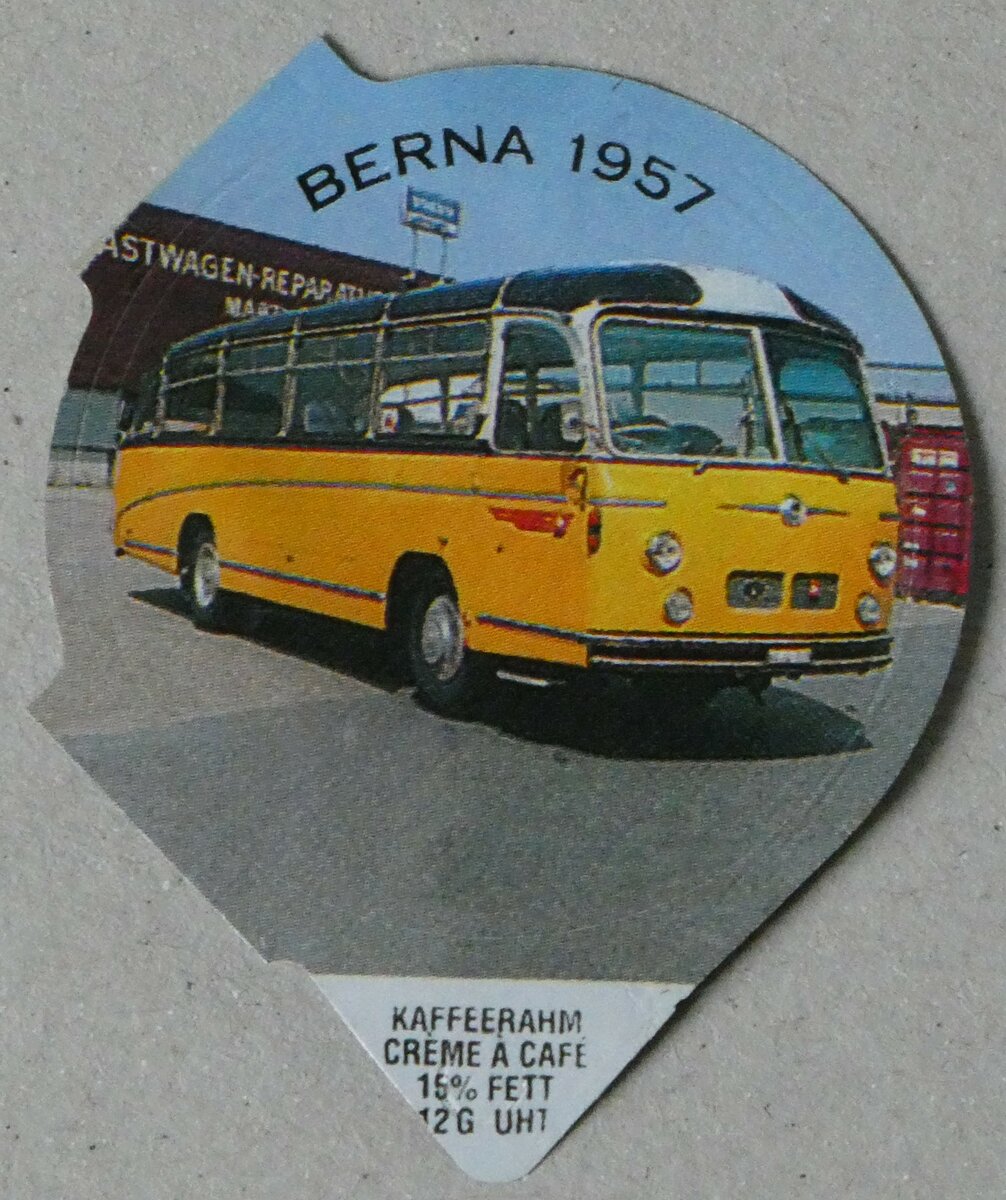 BERNA 1957
ASTWAGEN-REPARATU
KAFFEERAHM
CRÈME À CAFÉ
15% FETT
12G UHT